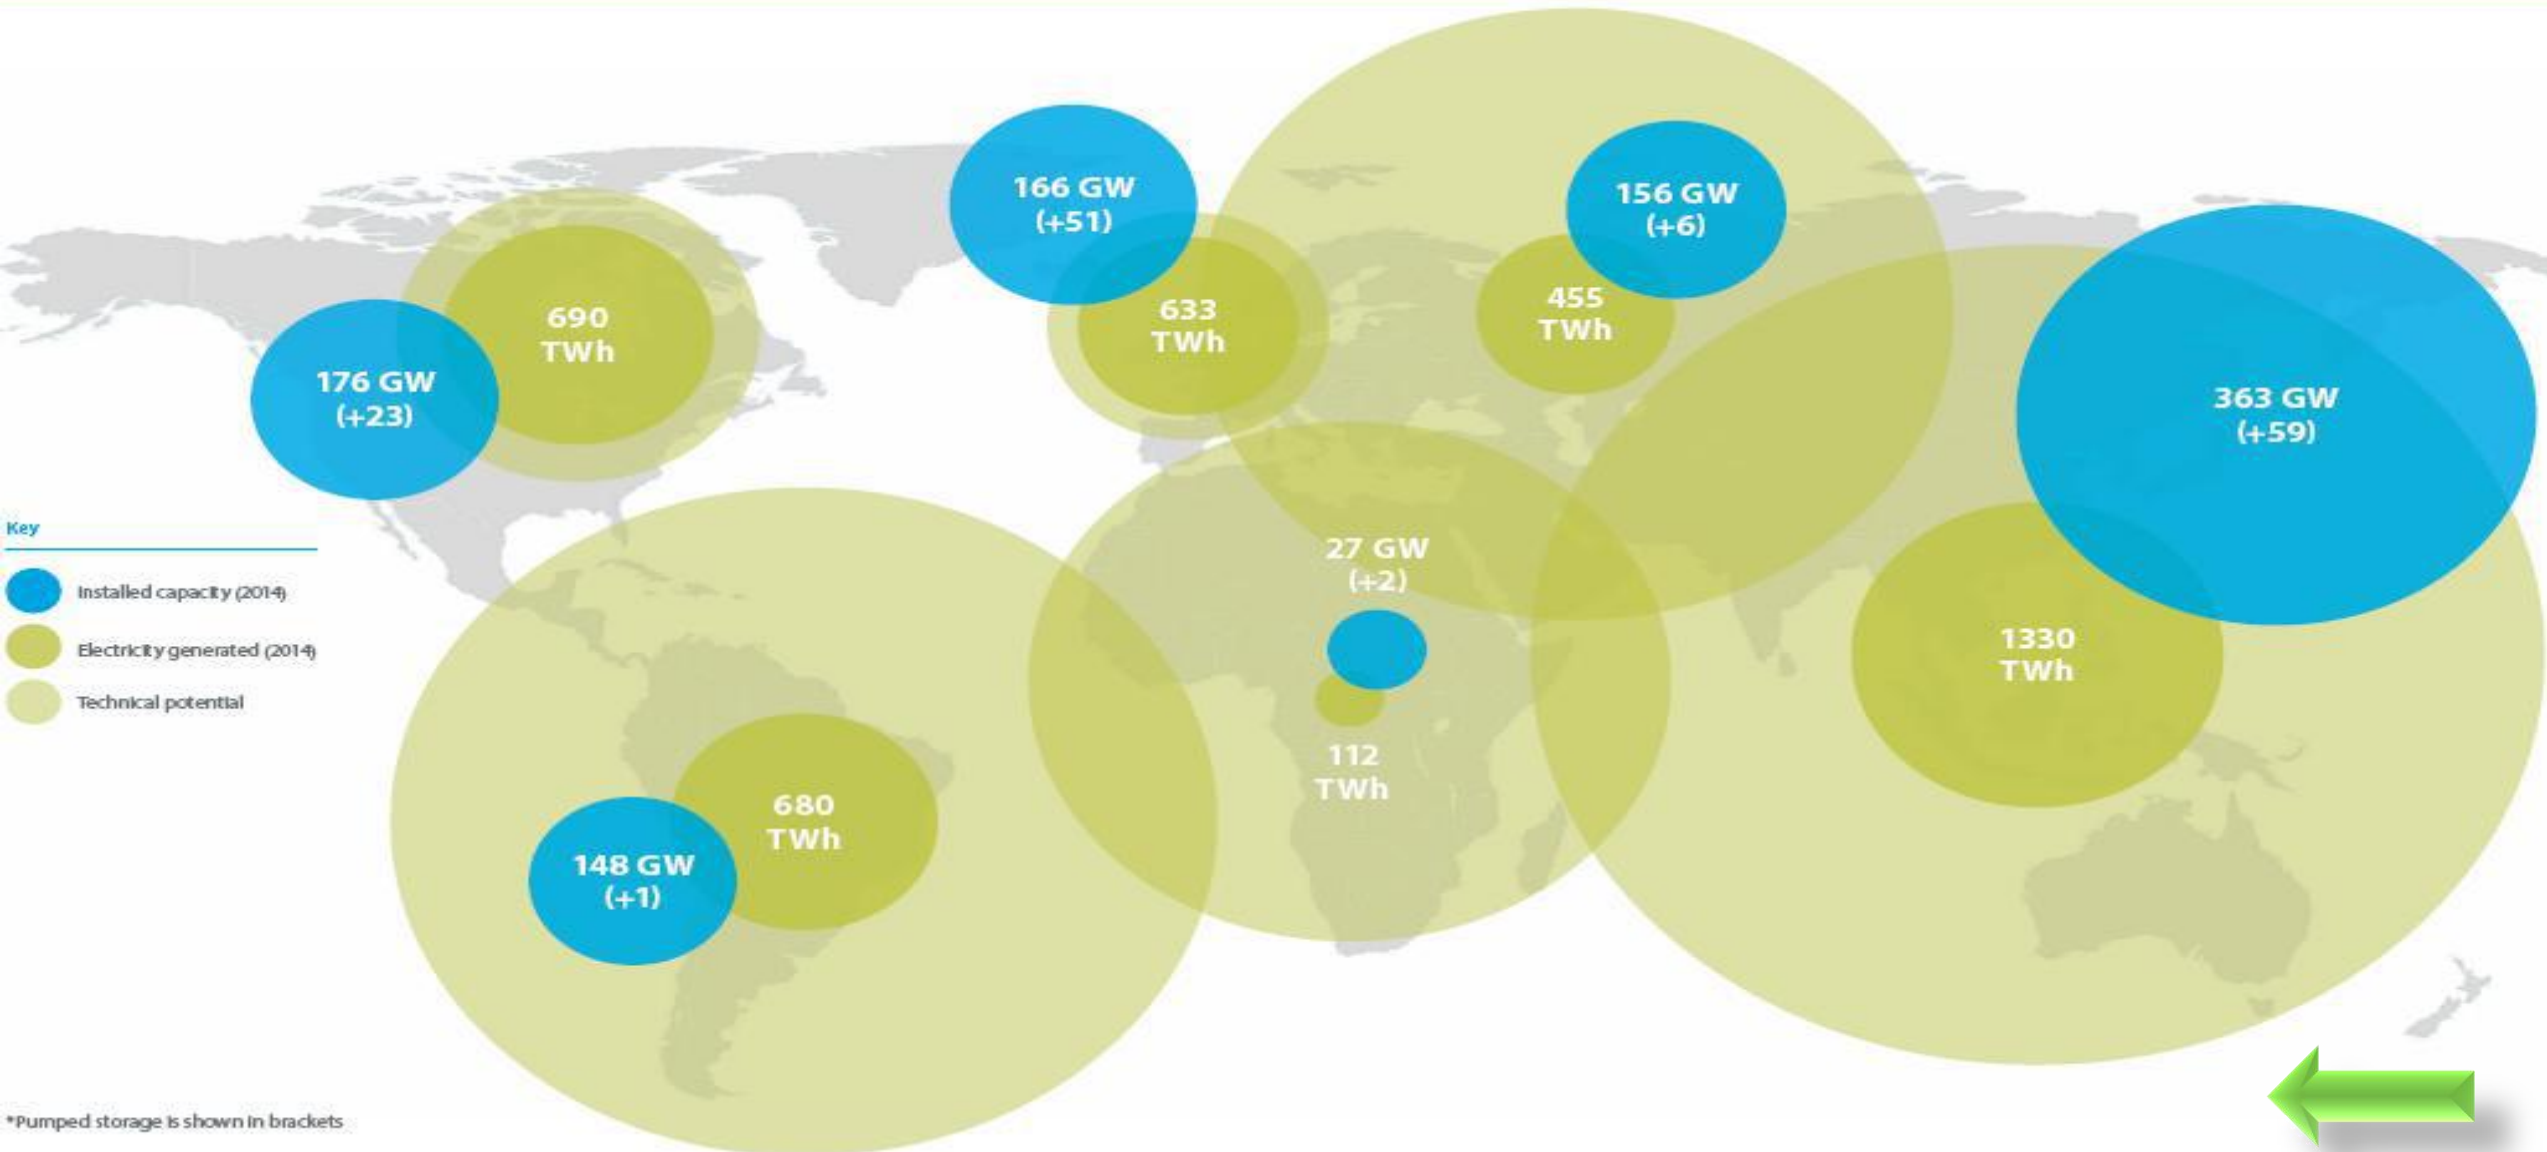 166 GW
(+51)
156 GW
(+6)
690
TWh
633
TWh
455
TWh
176 GW
(+23)
363 GW
(+59)
Key
Installed capacity (2014)
Electricity generated (2014)
Technical potential
27 GW
(+2)
112
TWh
1330
TWh
680
TWh
148 GW
(+1)
*Pumped storage is shown in brackets